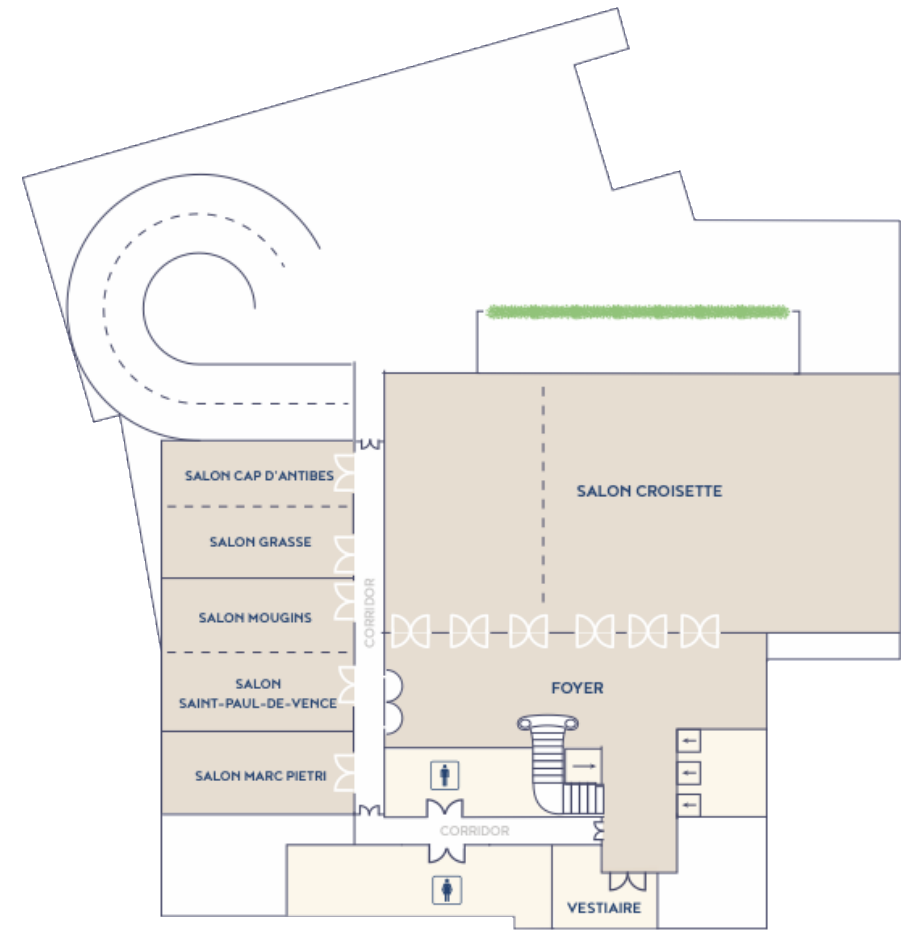 SALON CAP D'ANTIBES
SALON GRASSE
SALON MOUGINS
SALON
SAINT-PAUL-DE-VENCE
SALON MARC PIETRI
CORRIDOR
SALON CROISETTE
FOYER
CORRIDOR
VESTIAIRE